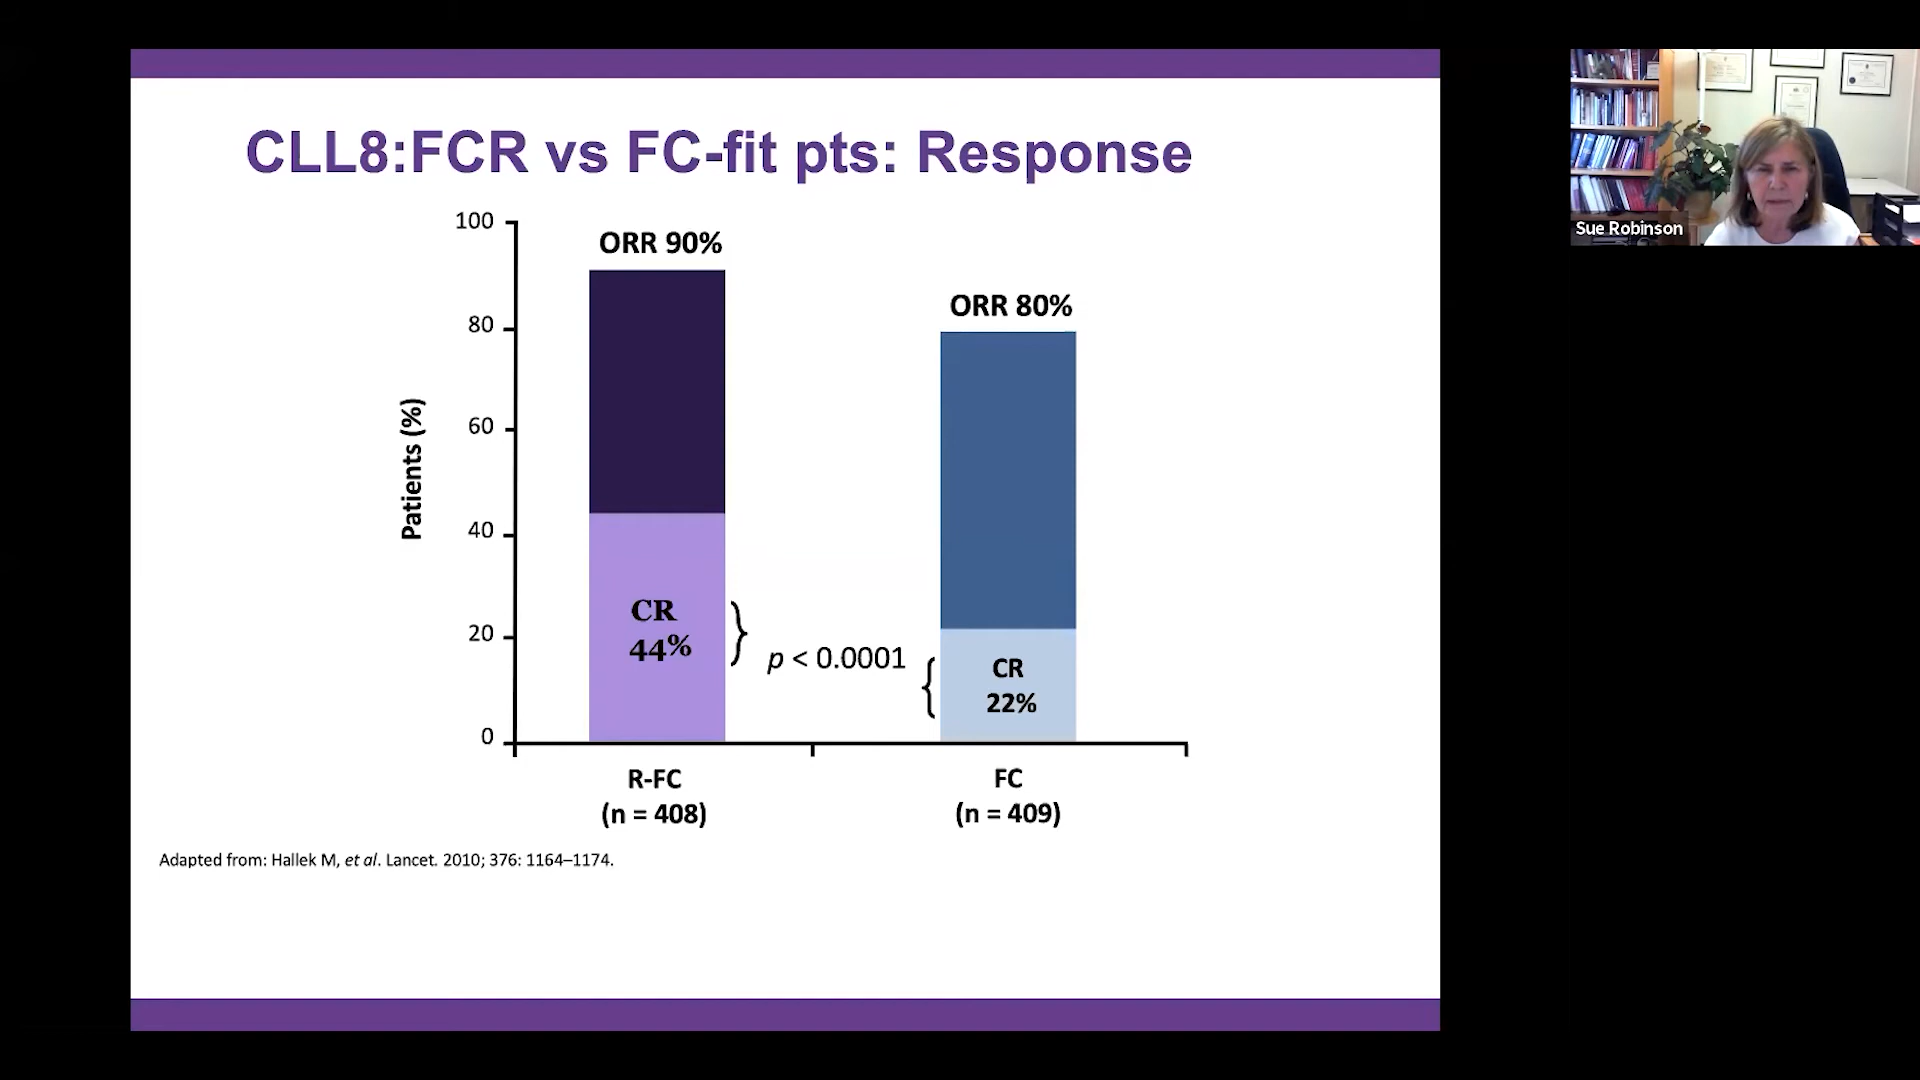 CLL8:FCR vs FC-fit pts: Response
Sue Robinson
100
80
60
40
20
0
Patients (%)
ORR 90%
ORR 80%
CR
44%
p < 0.0001
CR
22%
R-FC
(n = 408)
FC
(n = 409)
Adapted from: Hallek M, et al. Lancet. 2010; 376: 1164–1174.